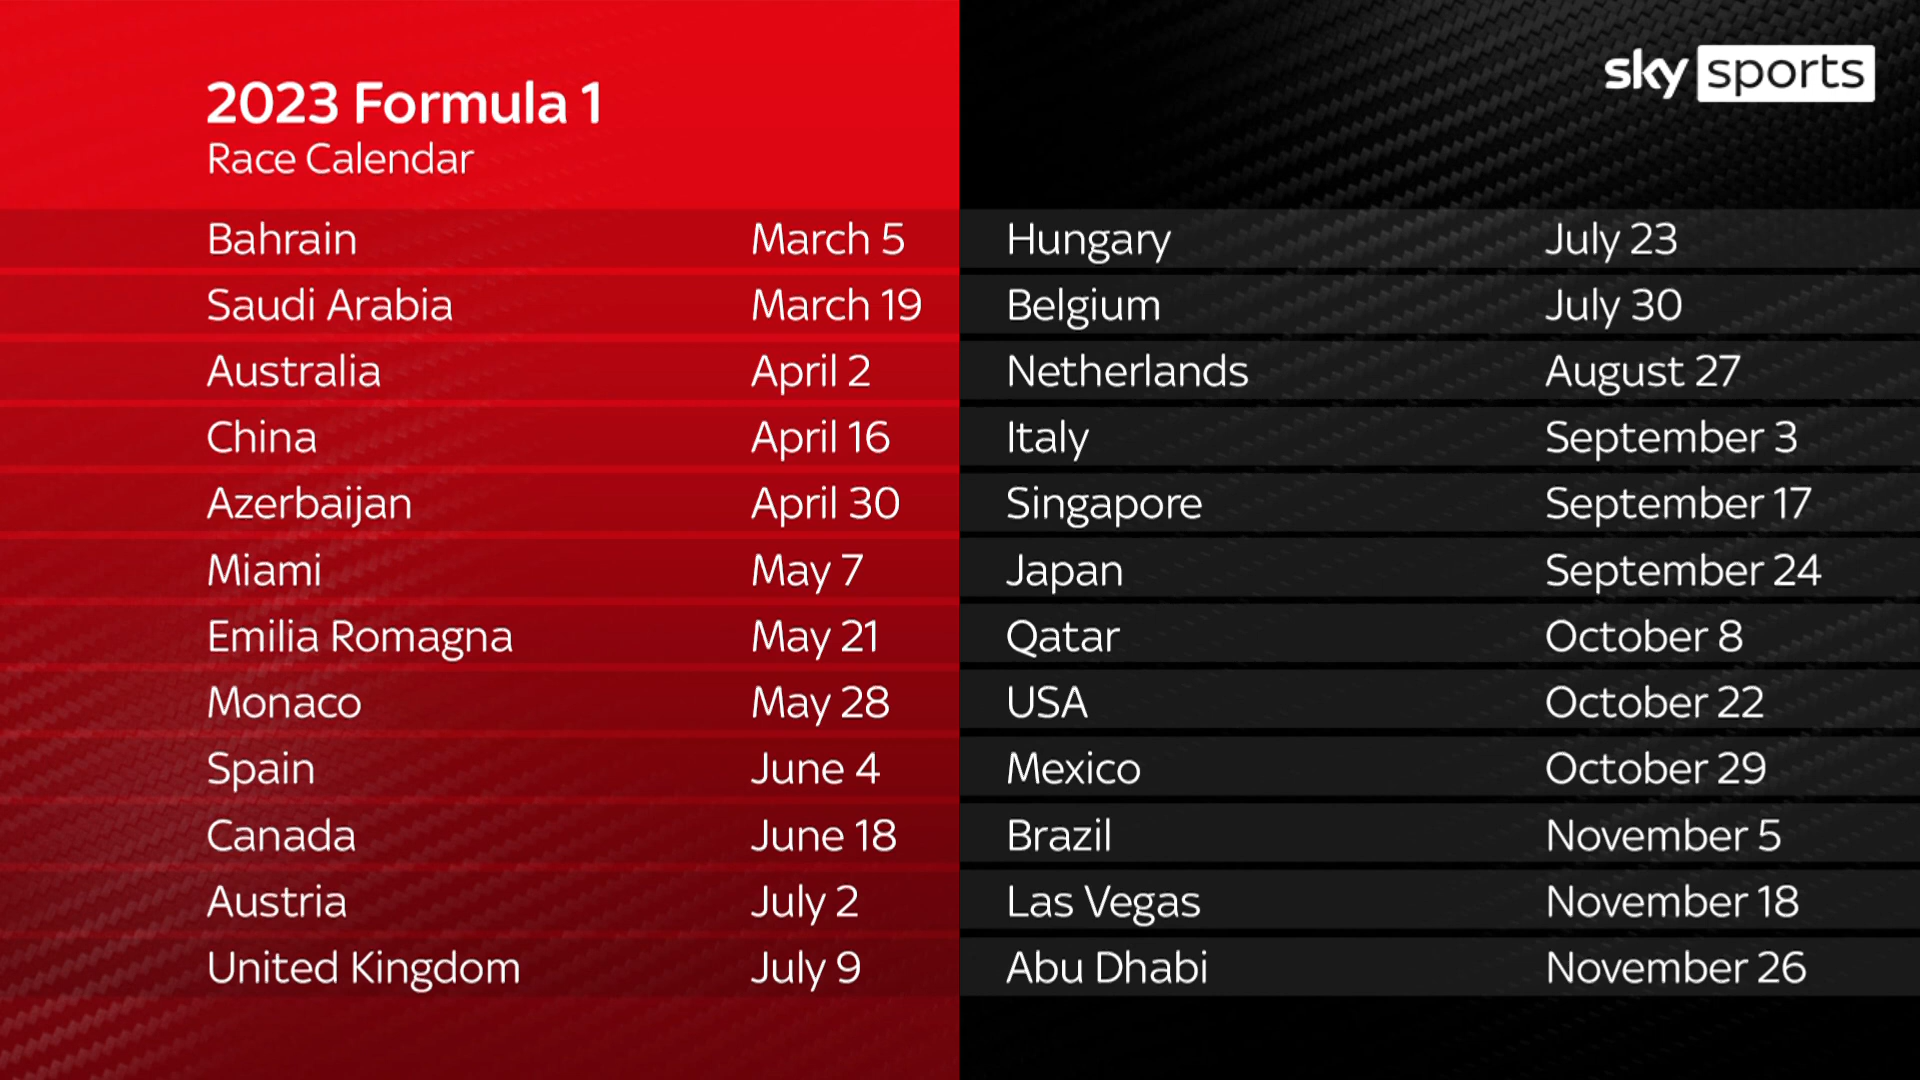 2023 Formula 1
Race Calendar
sky sports
Bahrain March 5
Saudi Arabia March 19
Australia April 2
China April 16
Azerbaijan April 30
Miami May 7
Emilia Romagna May 21
Monaco May 28
Spain June 4
Canada June 18
Austria July 2
United Kingdom July 9
Hungary July 23
Belgium July 30
Netherlands August 27
Italy September 3
Singapore September 17
Japan September 24
Qatar October 8
USA October 22
Mexico October 29
Brazil November 5
Las Vegas November 18
Abu Dhabi November 26